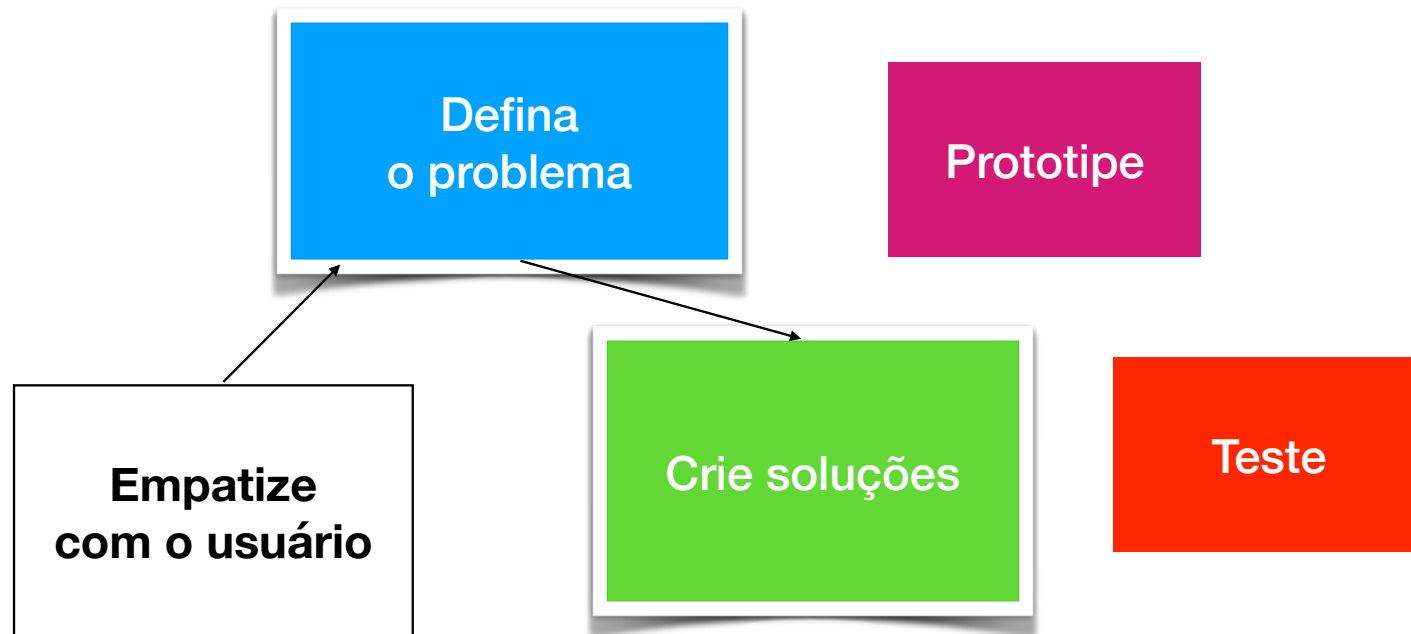 Defina
o problema
Prototipe
Empatize
com o usuário
Crie soluções
Teste